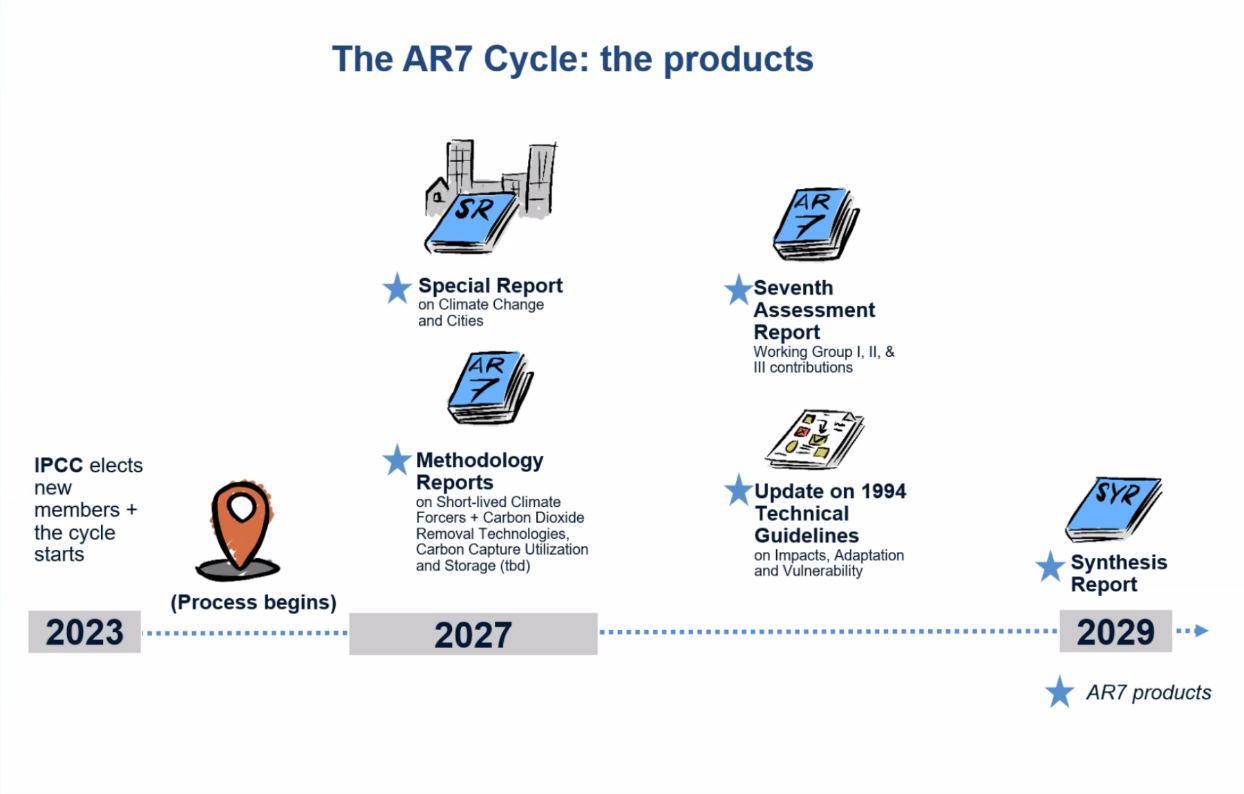 The AR7 Cycle: the products
SR
Special Report
on Climate Change
and Cities
AR
7
Methodology
Reports
on Short-lived Climate
Forcers + Carbon Dioxide
Removal Technologies,
Carbon Capture Utilization
and Storage (tbd)
AR
7
Seventh
Assessment
Report
Working Group I, II, &
III contributions
Update on 1994
Technical
Guidelines
on Impacts, Adaptation
and Vulnerability
IPCC elects
new
members +
the cycle
starts
(Process begins)
SYR
Synthesis
Report
2023
2027
2029
AR7 products